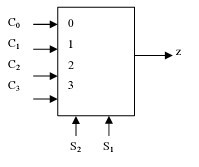 C₀ 0
C₁ 1
C₂ 2
C₃ 3
z
S₂ S₁